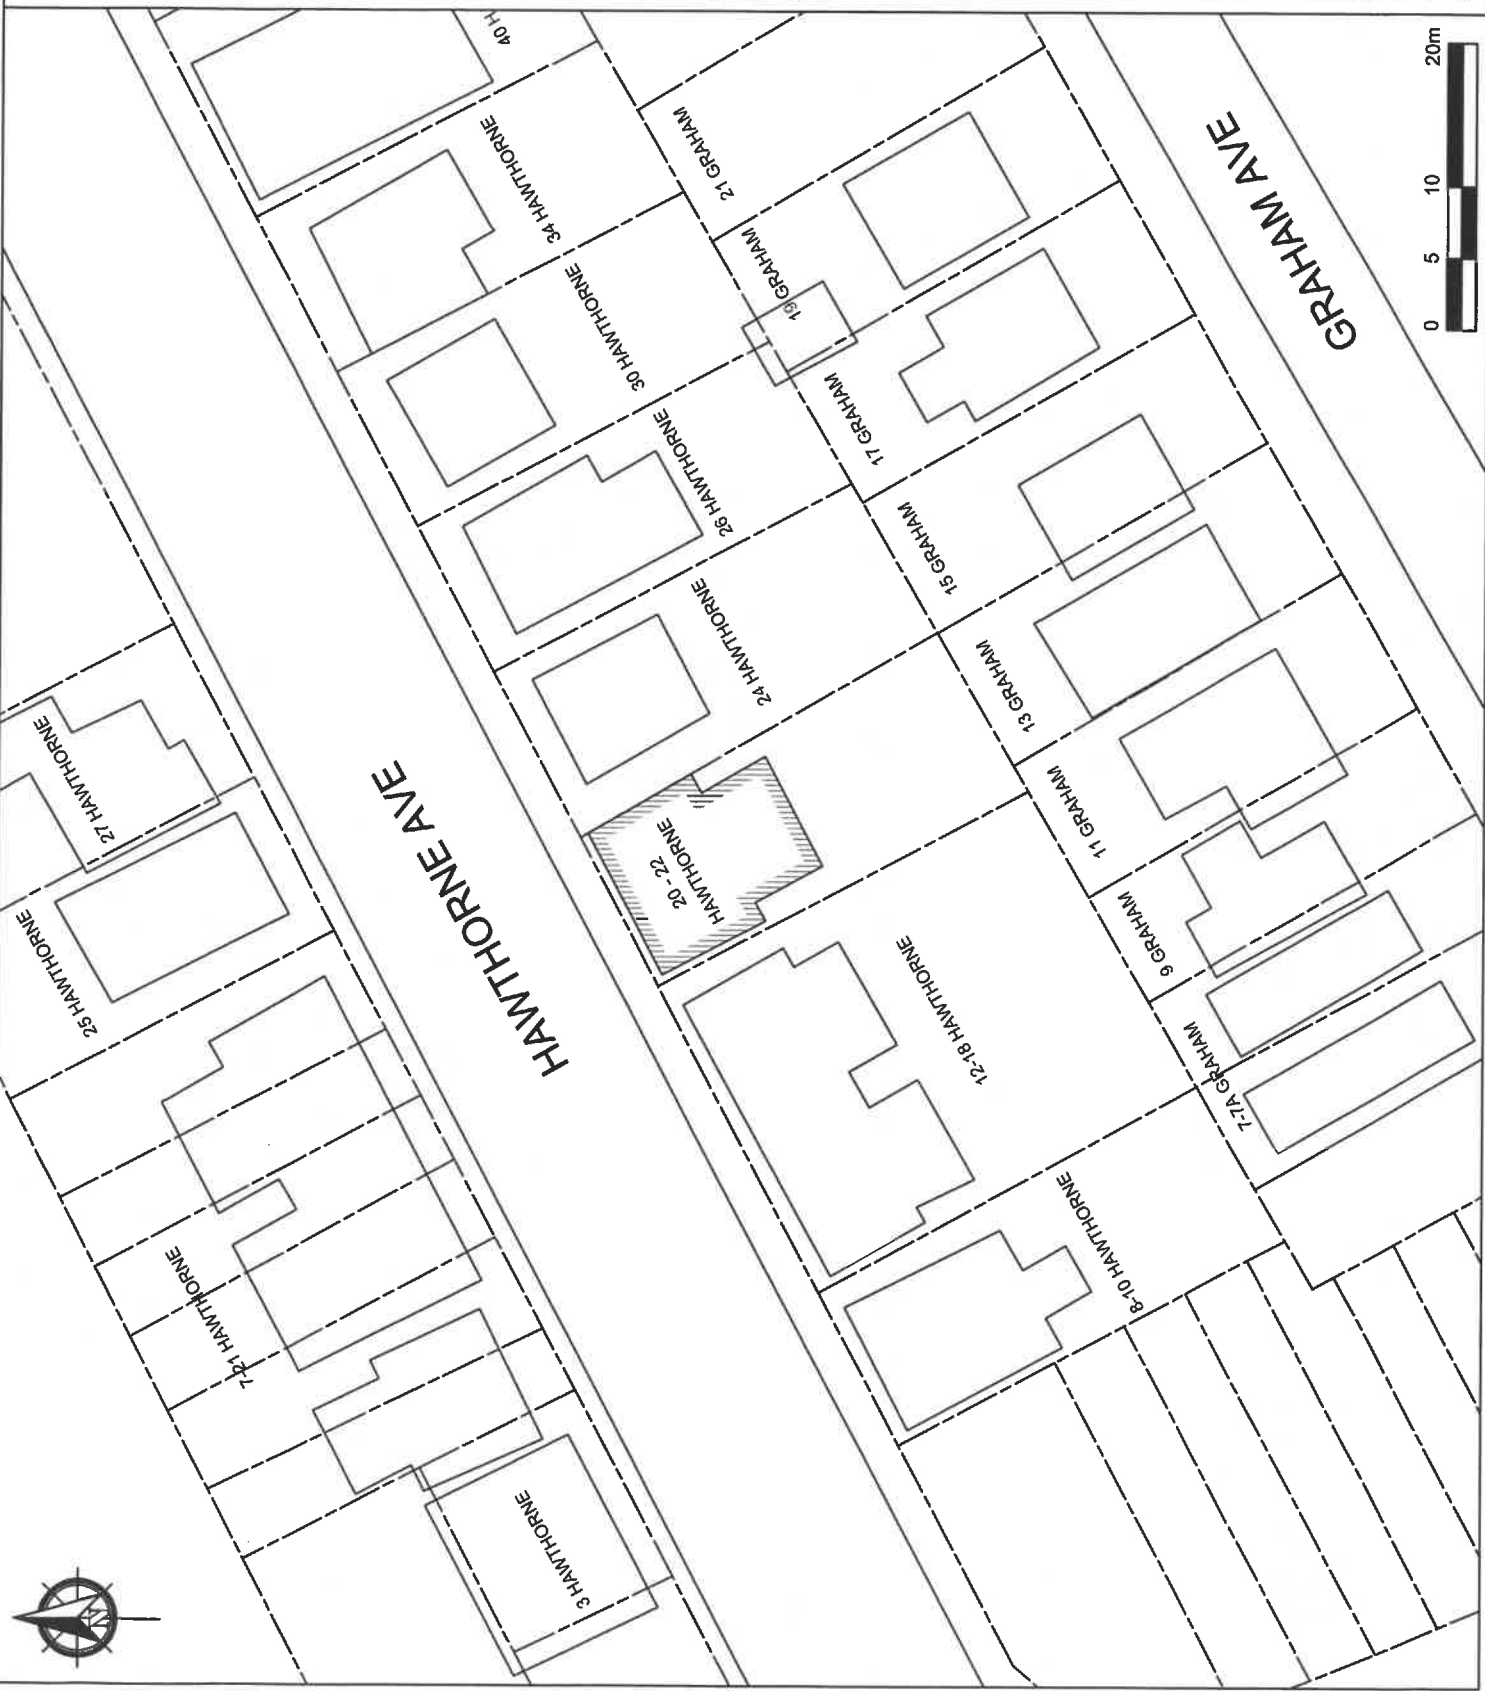 40 H
34 HAWTHORNE
30 HAWTHORNE
26 HAWTHORNE
24 HAWTHORNE
20 - 22
HAWTHORNE
12-18 HAWTHORNE
8-10 HAWTHORNE
21 GRAHAM
19 GRAHAM
17 GRAHAM
15 GRAHAM
13 GRAHAM
11 GRAHAM
9 GRAHAM
7-7A GRAHAM
27 HAWTHORNE
25 HAWTHORNE
7-21 HAWTHORNE
3 HAWTHORNE
HAWTHORNE AVE
GRAHAM AVE
0 5 10 20m
N